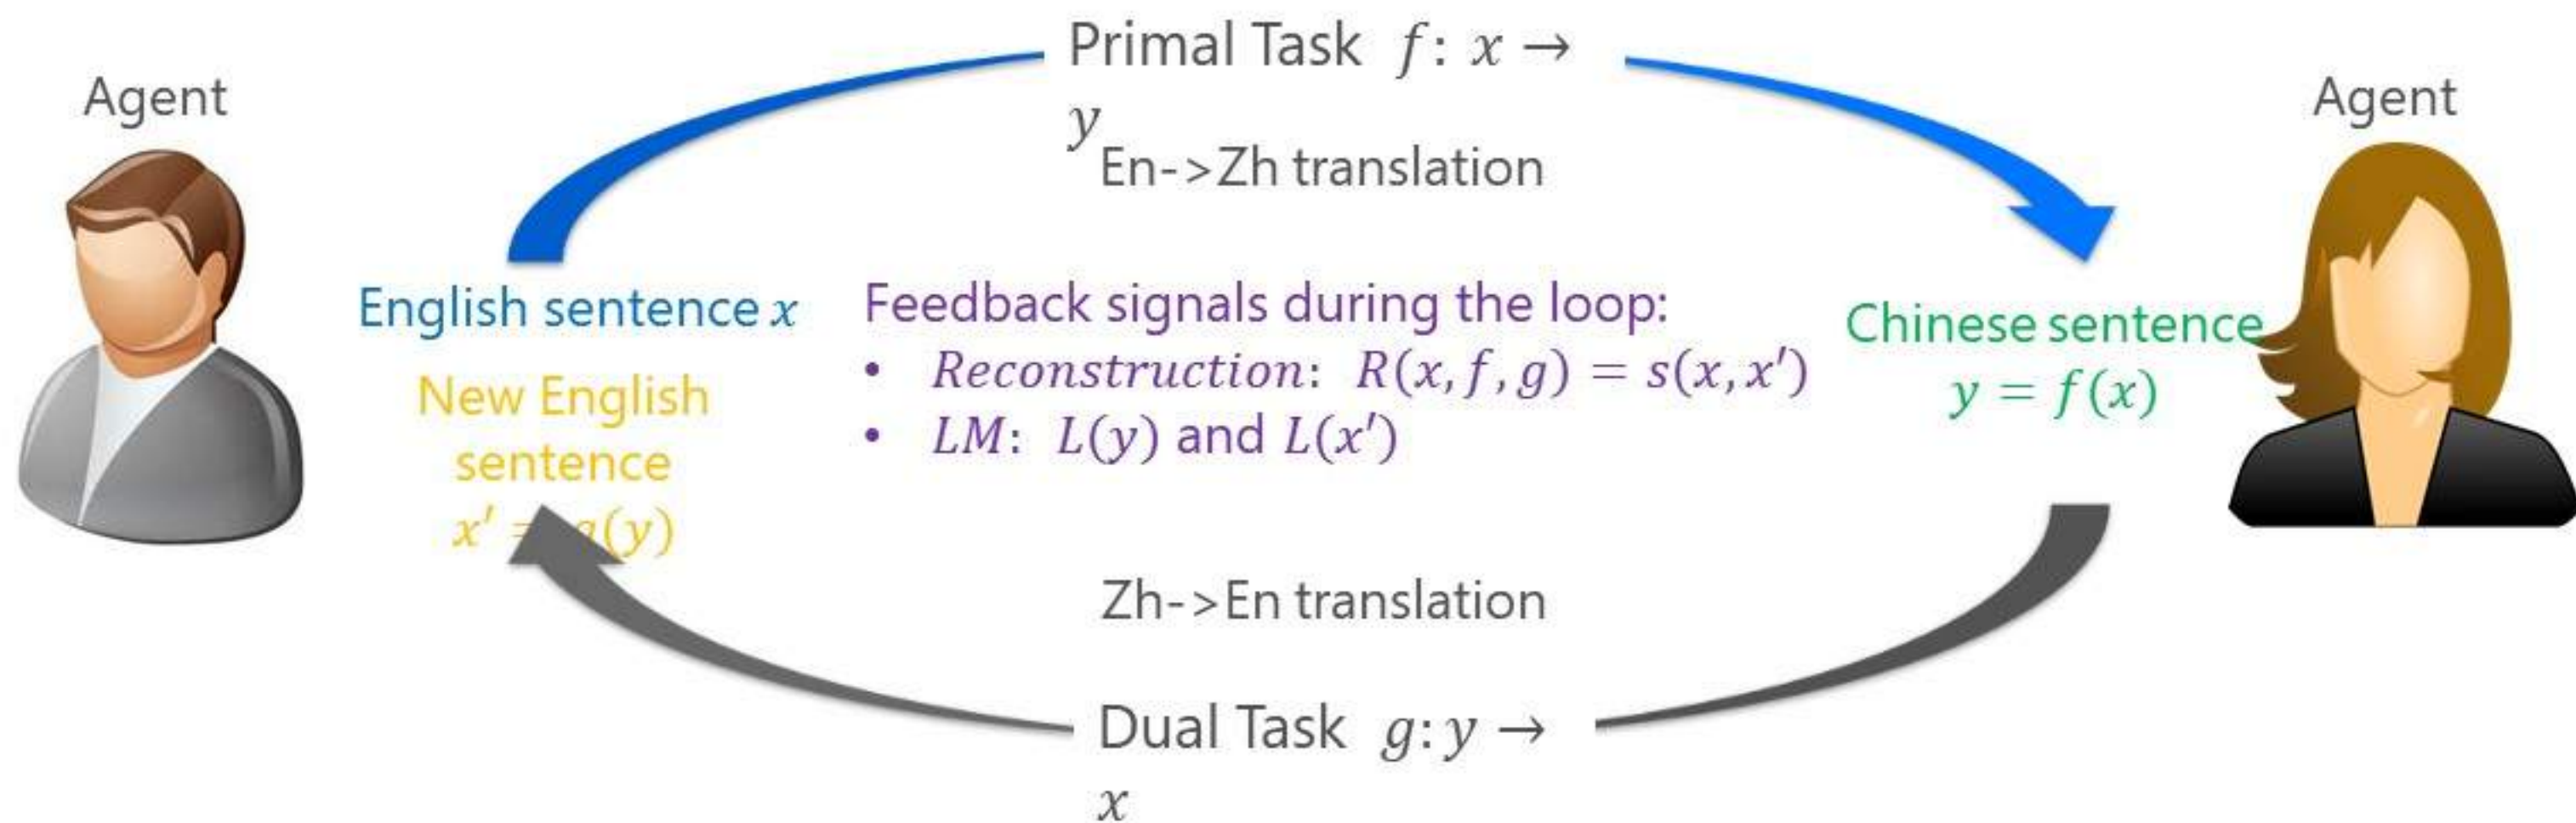 Primal Task f: x →
y
En->Zh translation
Agent
Agent
English sentence x
New English
sentence
x' = g(y)
Feedback signals during the loop:
• Reconstruction: R(x, f, g) = s(x, x')
• LM: L(y) and L(x')
Chinese sentence
y = f(x)
Zh->En translation
Dual Task g: y →
x